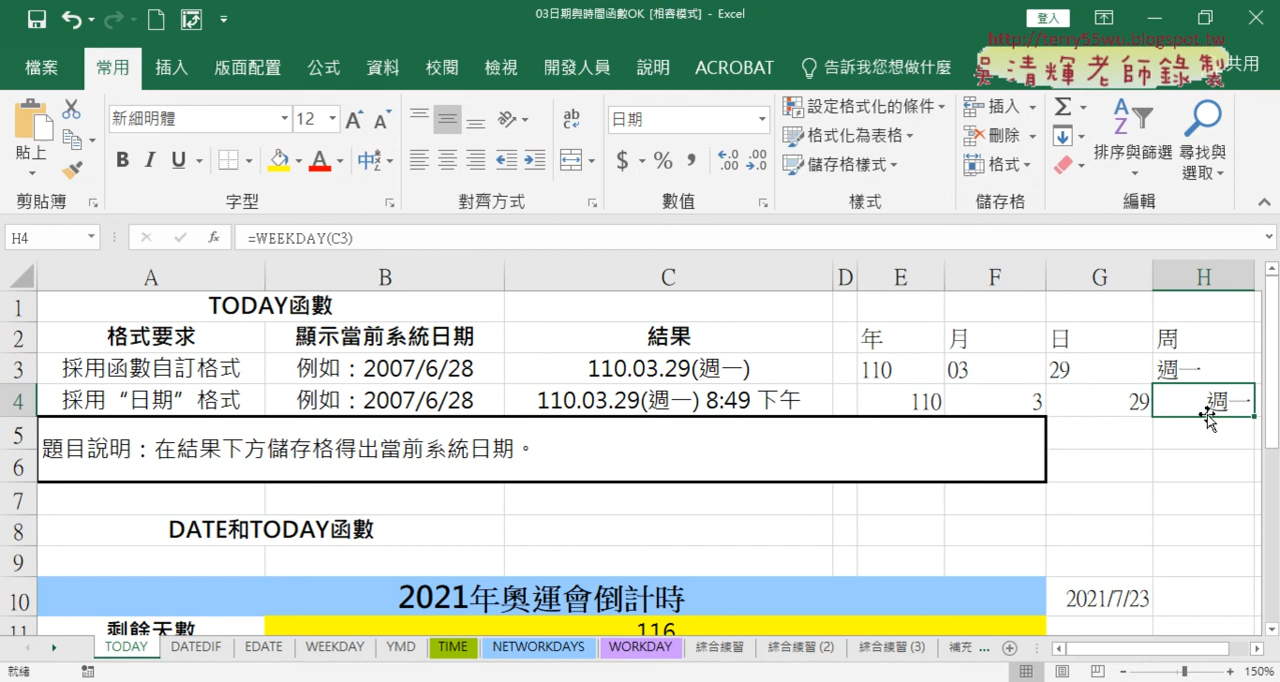 03日期與時間函數OK [相容模式] - Excel
登入
http://terry55wu.blogspot.tw
吳清輝老師錄製
檔案 常用 插入 版面配置 公式 資料 校閱 檢視 開發人員 說明 ACROBAT 告訴我您想做什麼 共用
貼上
新細明體 12
B I U A 中
ab
日期
$ % ,
設定格式化的條件
格式化為表格
儲存格樣式
插入
刪除
格式
排序與篩選
尋找與
選取
剪貼簿 字型 對齊方式 數值 樣式 儲存格 編輯
H4 fx =WEEKDAY(C3)
A B C D E F G H
1 TODAY函數
2 格式要求 顯示當前系統日期 結果 年 月 日 周
3 採用函數自訂格式 例如：2007/6/28 110.03.29(週一) 110 03 29 週一
4 採用“日期”格式 例如：2007/6/28 110.03.29(週一) 8:49 下午 110 3 29 週一
5
題目說明：在結果下方儲存格得出當前系統日期。
6
7
8 DATE和TODAY函數
9
10 2021年奧運會倒計時 2021/7/23
11 剩餘天數 116
TODAY DATEDIF EDATE WEEKDAY YMD TIME NETWORKDAYS WORKDAY 綜合練習 綜合練習 (2) 綜合練習 (3) 補充 ...
就緒 150%